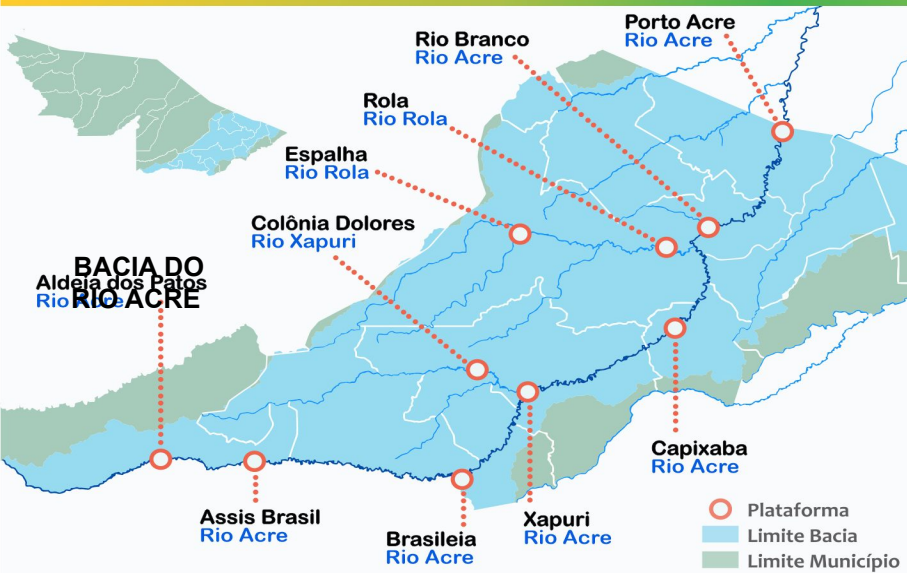 Porto Acre
Rio Acre
Rio Branco
Rio Acre
Rola
Rio Rola
Espalha
Rio Rola
Colônia Dolores
Rio Xapuri
BACIA DO
RIO ACRE
Aldeia dos Patos
Rio Acre
Capixaba
Rio Acre
Assis Brasil
Rio Acre
Brasileia
Rio Acre
Xapuri
Rio Acre
Plataforma
Limite Bacia
Limite Município